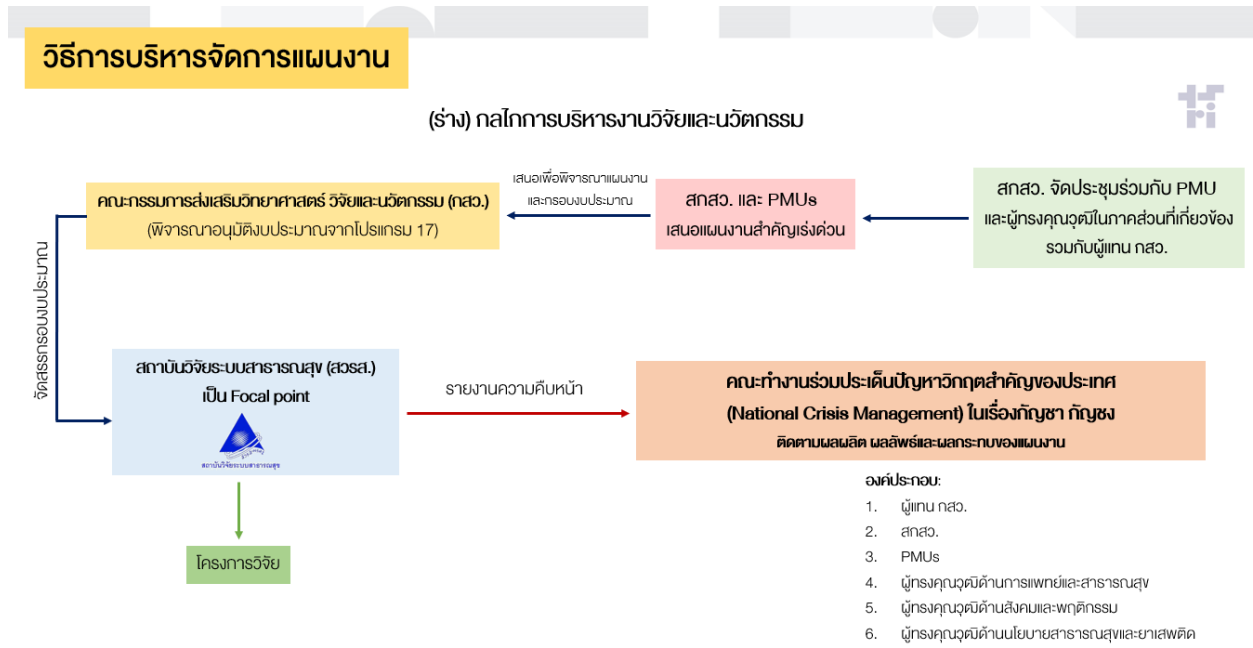 วิธีการบริหารจัดการแผนงาน
(ร่าง) กลไกการบริหารงานวิจัยและนวัตกรรม
tsri
คณะกรรมการส่งเสริมวิทยาศาสตร์ วิจัยและนวัตกรรม (กสว.)
(พิจารณาอนุมัติงบประมาณจากโปรแกรม 17)
เสนอเพื่อพิจารณาแผนงาน
และกรอบงบประมาณ
สกสว. และ PMUs
เสนอแผนงานสำคัญเร่งด่วน
สกสว. จัดประชุมร่วมกับ PMU
และผู้ทรงคุณวุฒิในภาคส่วนที่เกี่ยวข้อง
รวมกับผู้แทน กสว.
จัดสรรกรอบงบประมาณ
สถาบันวิจัยระบบสาธารณสุข (สวรส.)
เป็น Focal point
สถาบันวิจัยระบบสาธารณสุข
รายงานความคืบหน้า
คณะทำงานร่วมประเด็นปัญหาวิกฤตสำคัญของประเทศ
(National Crisis Management) ในเรื่องกัญชา กัญชง
ติดตามผลผลิต ผลลัพธ์และผลกระทบของแผนงาน
โครงการวิจัย
องค์ประกอบ:
1. ผู้แทน กสว.
2. สกสว.
3. PMUs
4. ผู้ทรงคุณวุฒิด้านการแพทย์และสาธารณสุข
5. ผู้ทรงคุณวุฒิด้านสังคมและพฤติกรรม
6. ผู้ทรงคุณวุฒิด้านนโยบายสาธารณสุขและยาเสพติด